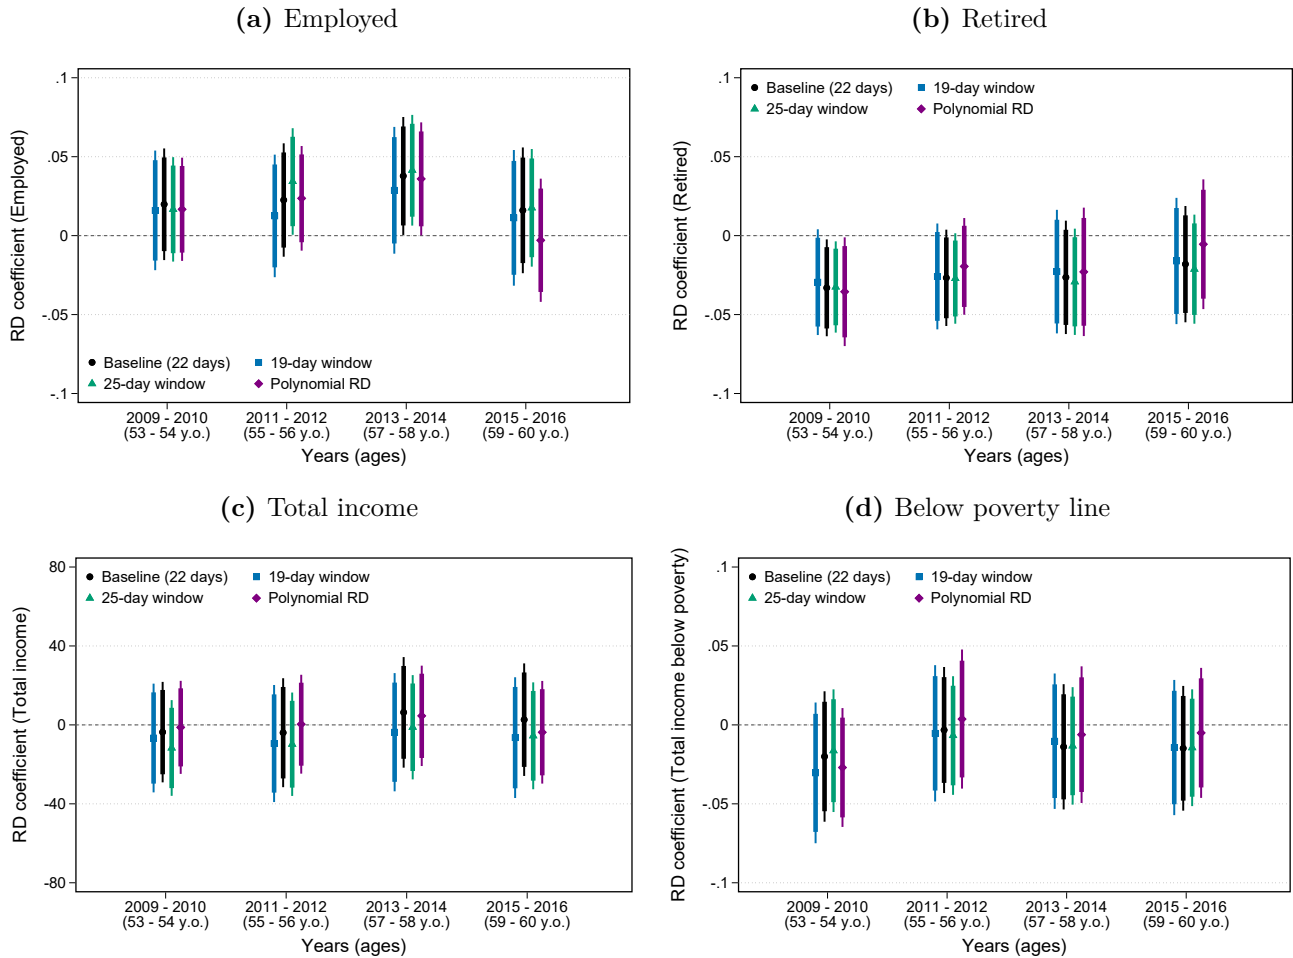 (a) Employed
RD coefficient (Employed)
.1
.05
0
-.05
-.1
Baseline (22 days)
19-day window
25-day window
Polynomial RD
2009 - 2010
(53 - 54 y.o.)
2011 - 2012
(55 - 56 y.o.)
2013 - 2014
(57 - 58 y.o.)
2015 - 2016
(59 - 60 y.o.)
Years (ages)
(b) Retired
RD coefficient (Retired)
.1
.05
0
-.05
-.1
Baseline (22 days)
19-day window
25-day window
Polynomial RD
2009 - 2010
(53 - 54 y.o.)
2011 - 2012
(55 - 56 y.o.)
2013 - 2014
(57 - 58 y.o.)
2015 - 2016
(59 - 60 y.o.)
Years (ages)
(c) Total income
RD coefficient (Total income)
80
40
0
-40
-80
Baseline (22 days)
19-day window
25-day window
Polynomial RD
2009 - 2010
(53 - 54 y.o.)
2011 - 2012
(55 - 56 y.o.)
2013 - 2014
(57 - 58 y.o.)
2015 - 2016
(59 - 60 y.o.)
Years (ages)
(d) Below poverty line
RD coefficient (Total income below poverty)
.1
.05
0
-.05
-.1
Baseline (22 days)
19-day window
25-day window
Polynomial RD
2009 - 2010
(53 - 54 y.o.)
2011 - 2012
(55 - 56 y.o.)
2013 - 2014
(57 - 58 y.o.)
2015 - 2016
(59 - 60 y.o.)
Years (ages)